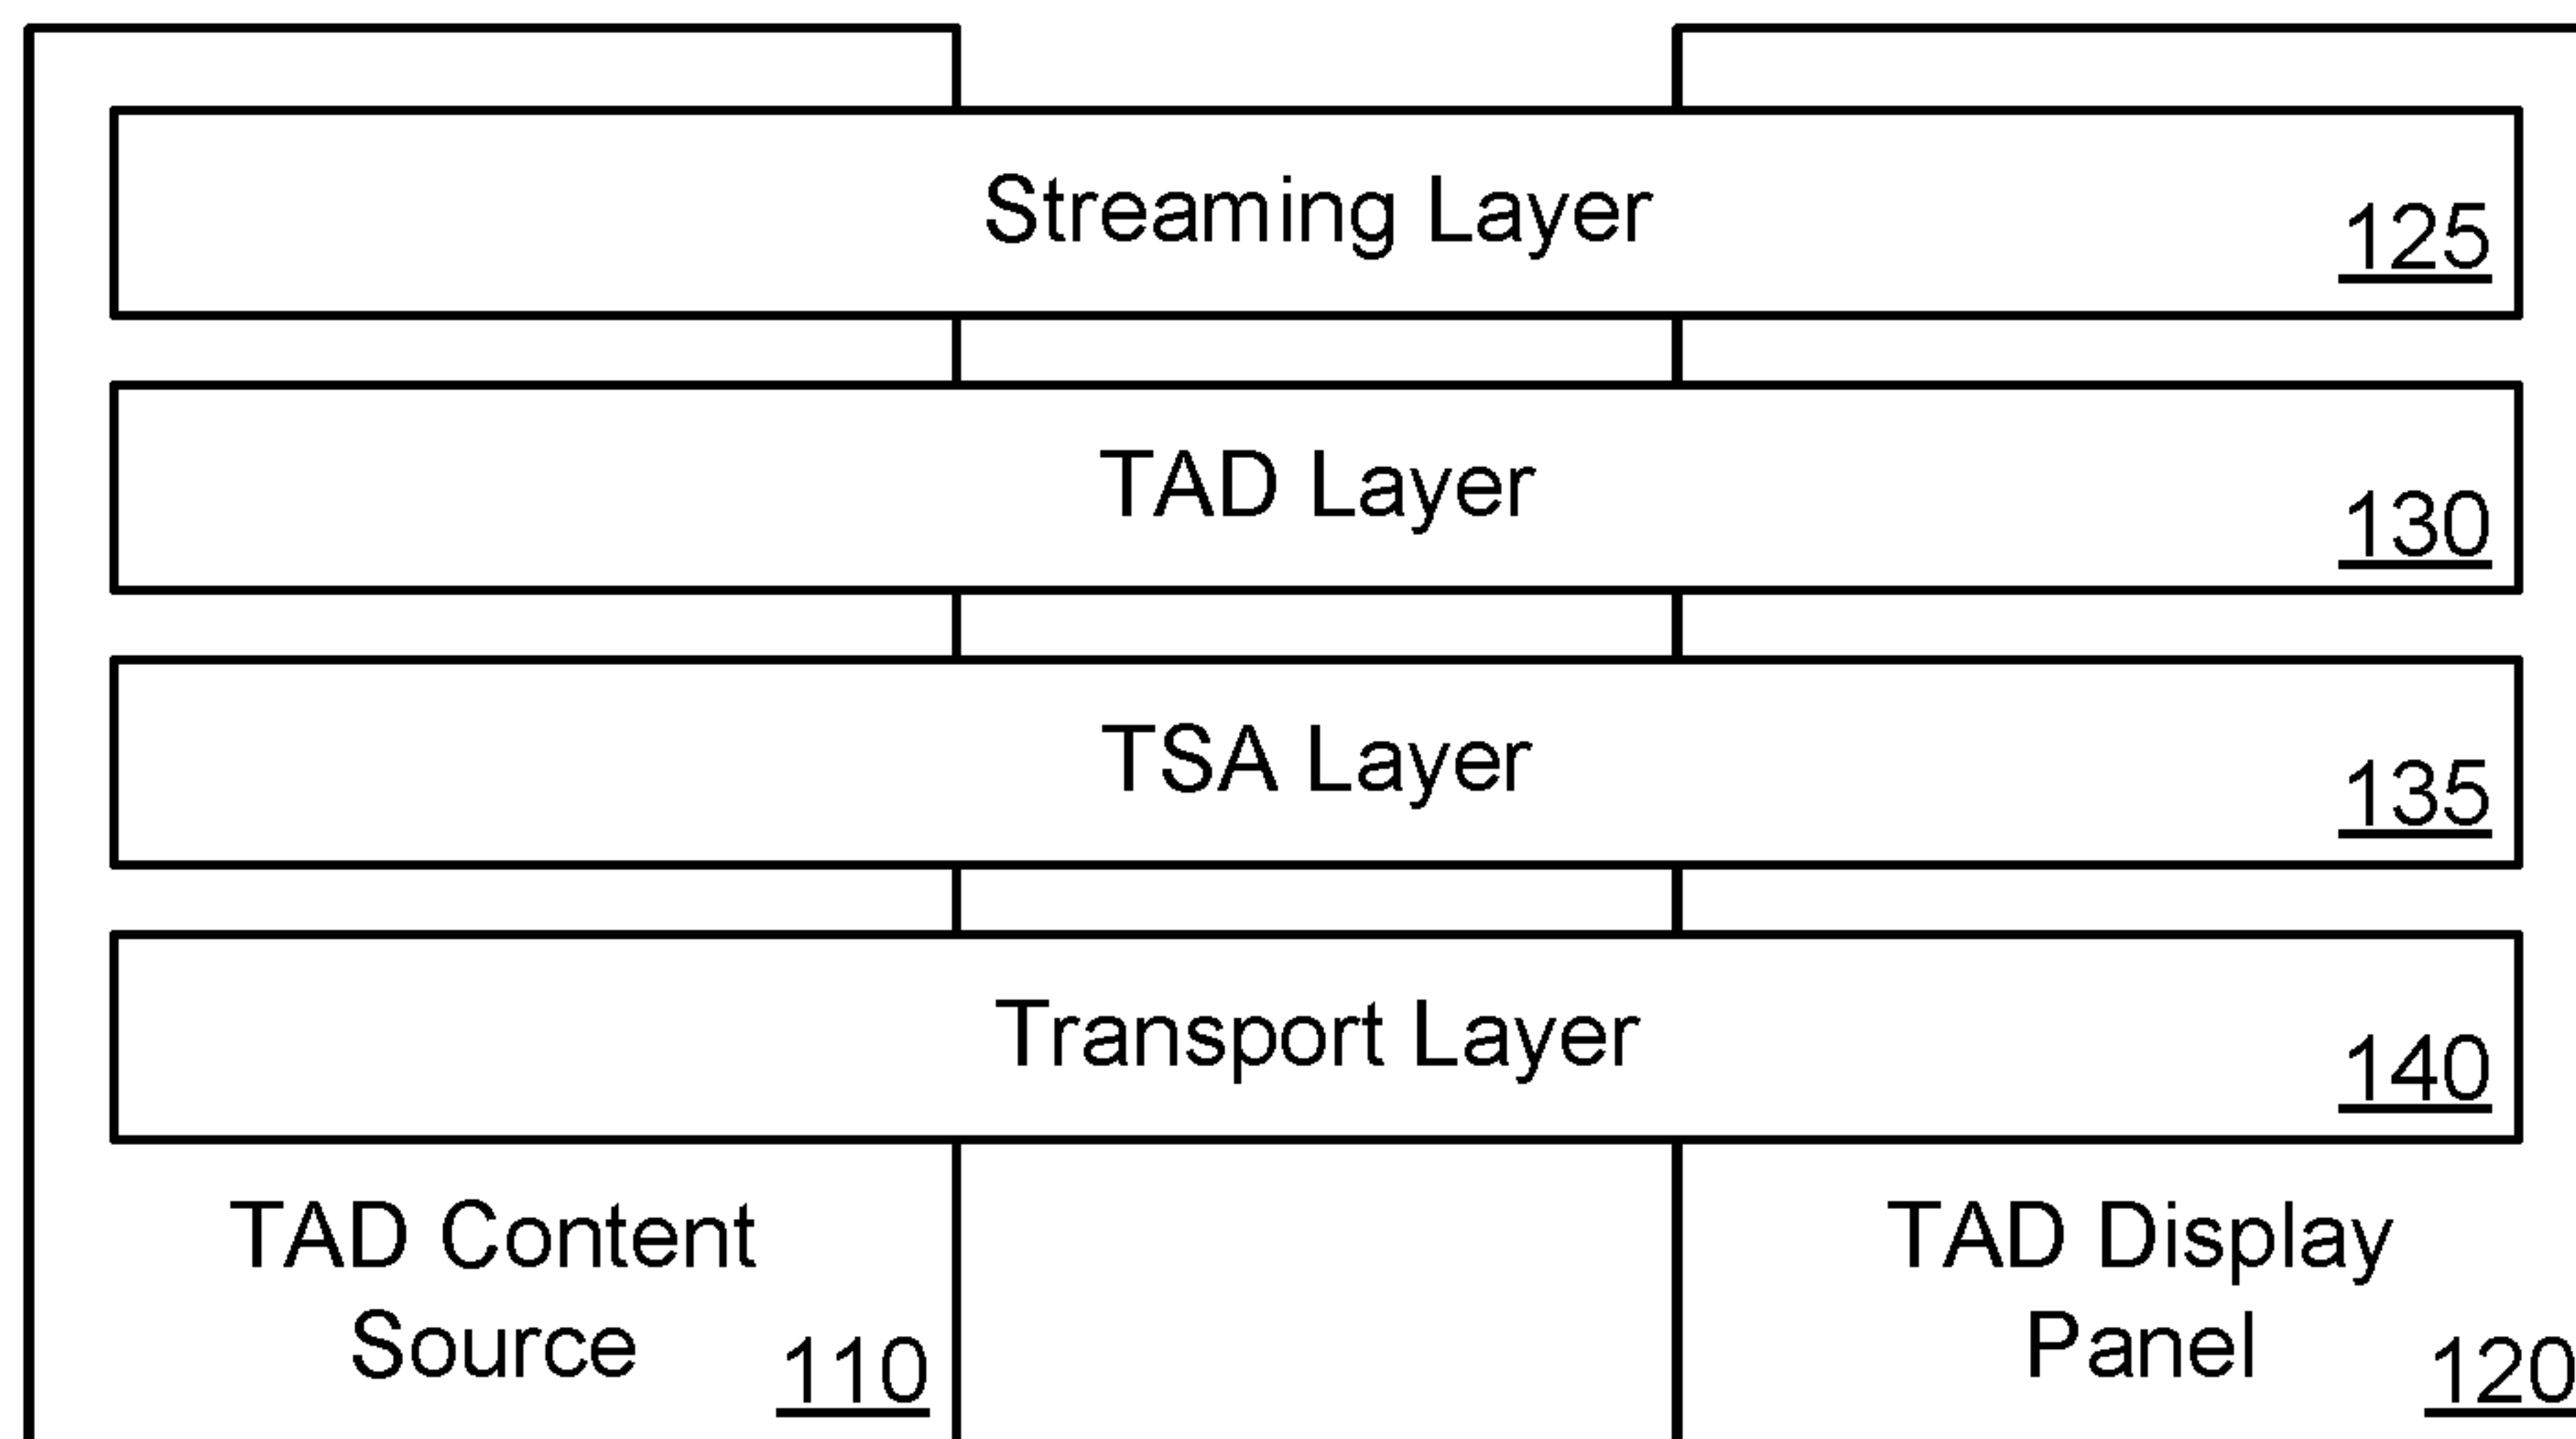 Streaming Layer
125
TAD Layer
130
TSA Layer
135
Transport Layer
140
TAD Content
Source
110
TAD Display
Panel
120